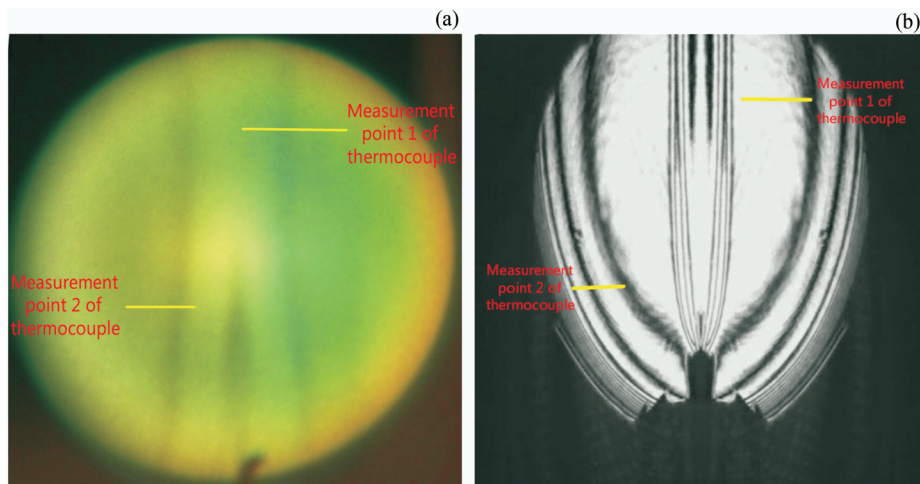 (a)
Measurement
point 1 of
thermocouple
Measurement
point 2 of
thermocouple
(b)
Measurement
point 1 of
thermocouple
Measurement
point 2 of
thermocouple